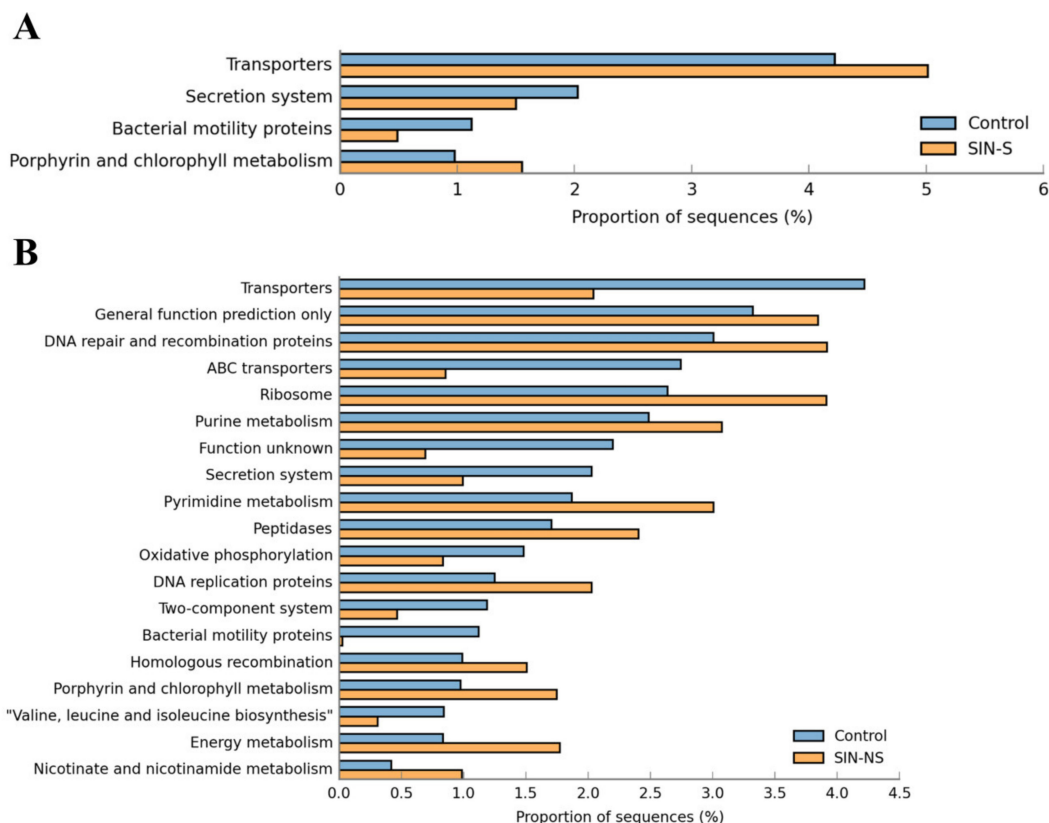 A
Transporters
Secretion system
Bacterial motility proteins
Porphyrin and chlorophyll metabolism
Control
SIN-S
0 1 2 3 4 5 6
Proportion of sequences (%)
B
Transporters
General function prediction only
DNA repair and recombination proteins
ABC transporters
Ribosome
Purine metabolism
Function unknown
Secretion system
Pyrimidine metabolism
Peptidases
Oxidative phosphorylation
DNA replication proteins
Two-component system
Bacterial motility proteins
Homologous recombination
Porphyrin and chlorophyll metabolism
"Valine, leucine and isoleucine biosynthesis"
Energy metabolism
Nicotinate and nicotinamide metabolism
Control
SIN-NS
0.0 0.5 1.0 1.5 2.0 2.5 3.0 3.5 4.0 4.5
Proportion of sequences (%)